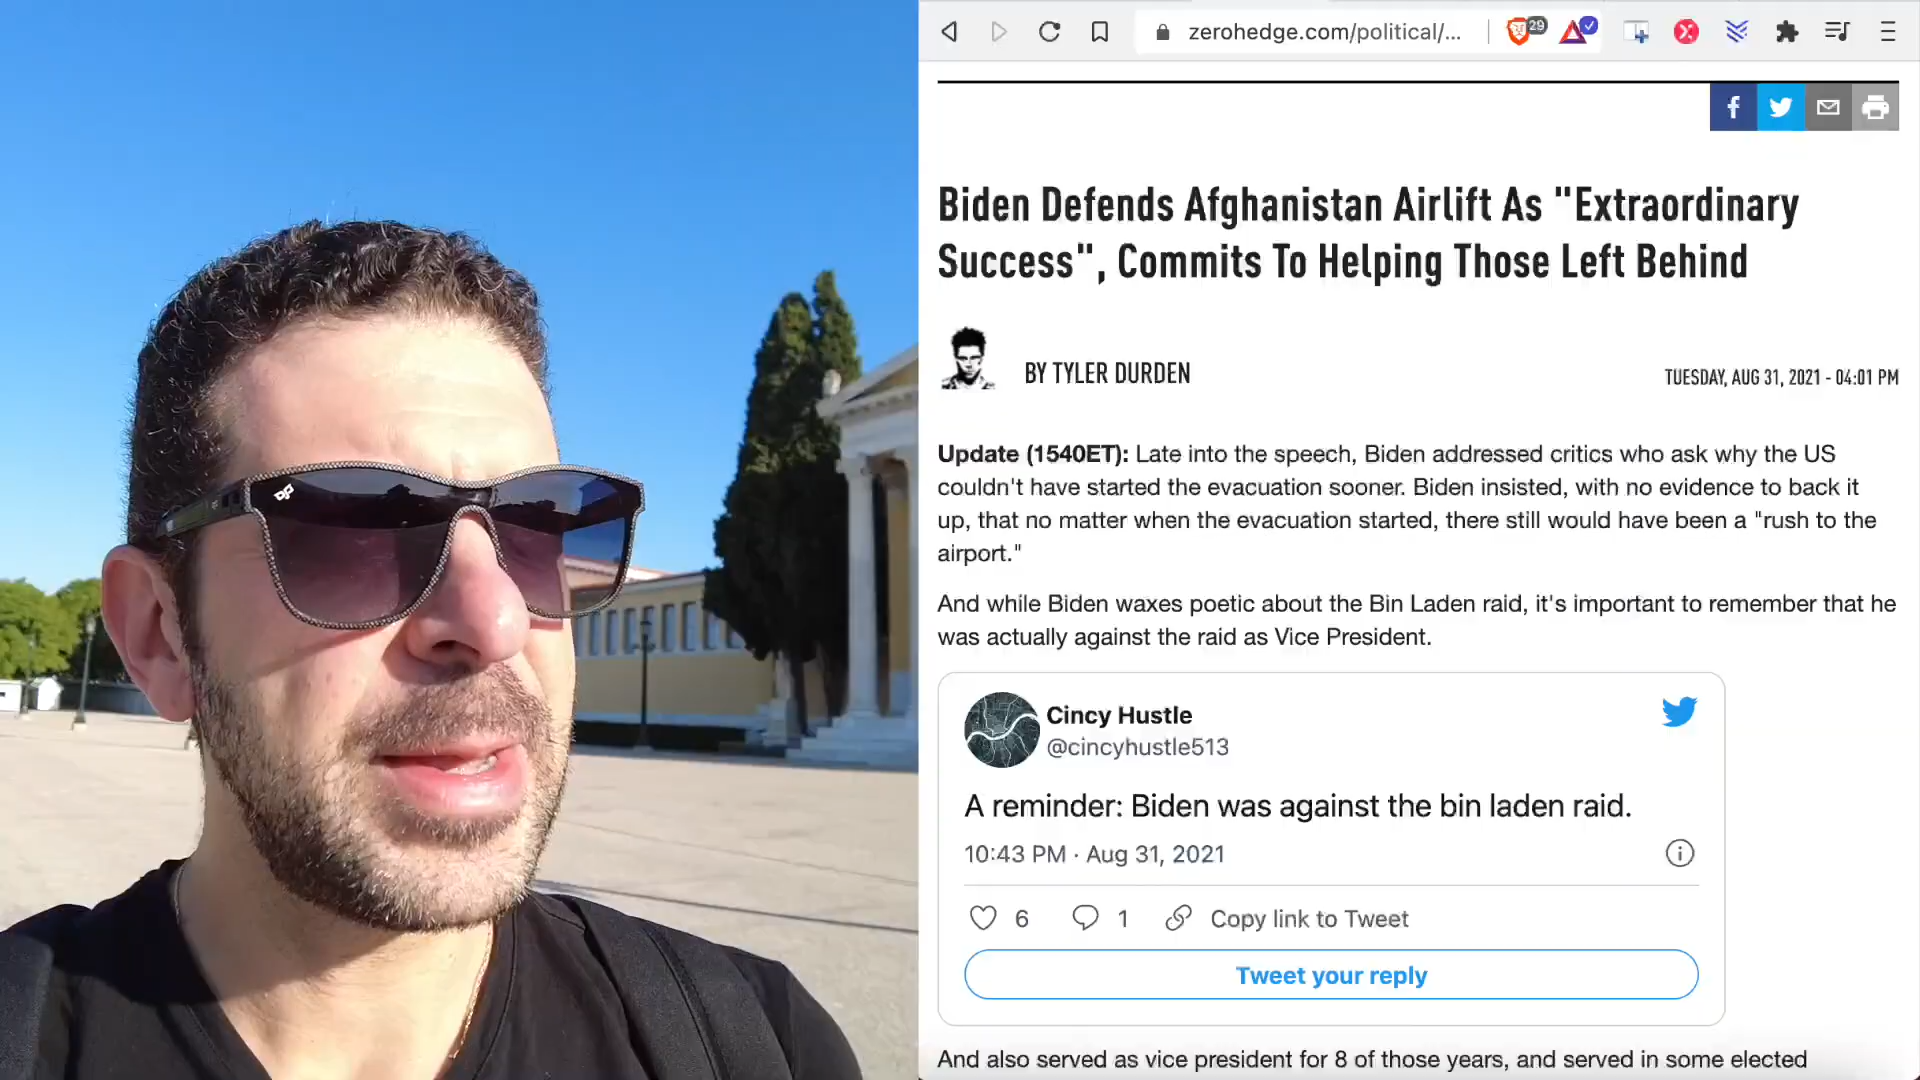 zerohedge.com/political/...
29
Biden Defends Afghanistan Airlift As "Extraordinary
Success", Commits To Helping Those Left Behind
BY TYLER DURDEN
TUESDAY, AUG 31, 2021 - 04:01 PM
Update (1540ET): Late into the speech, Biden addressed critics who ask why the US
couldn't have started the evacuation sooner. Biden insisted, with no evidence to back it
up, that no matter when the evacuation started, there still would have been a "rush to the
airport."
And while Biden waxes poetic about the Bin Laden raid, it's important to remember that he
was actually against the raid as Vice President.
Cincy Hustle
@cincyhustle513
A reminder: Biden was against the bin laden raid.
10:43 PM · Aug 31, 2021
6 1 Copy link to Tweet
Tweet your reply
And also served as vice president for 8 of those years, and served in some elected